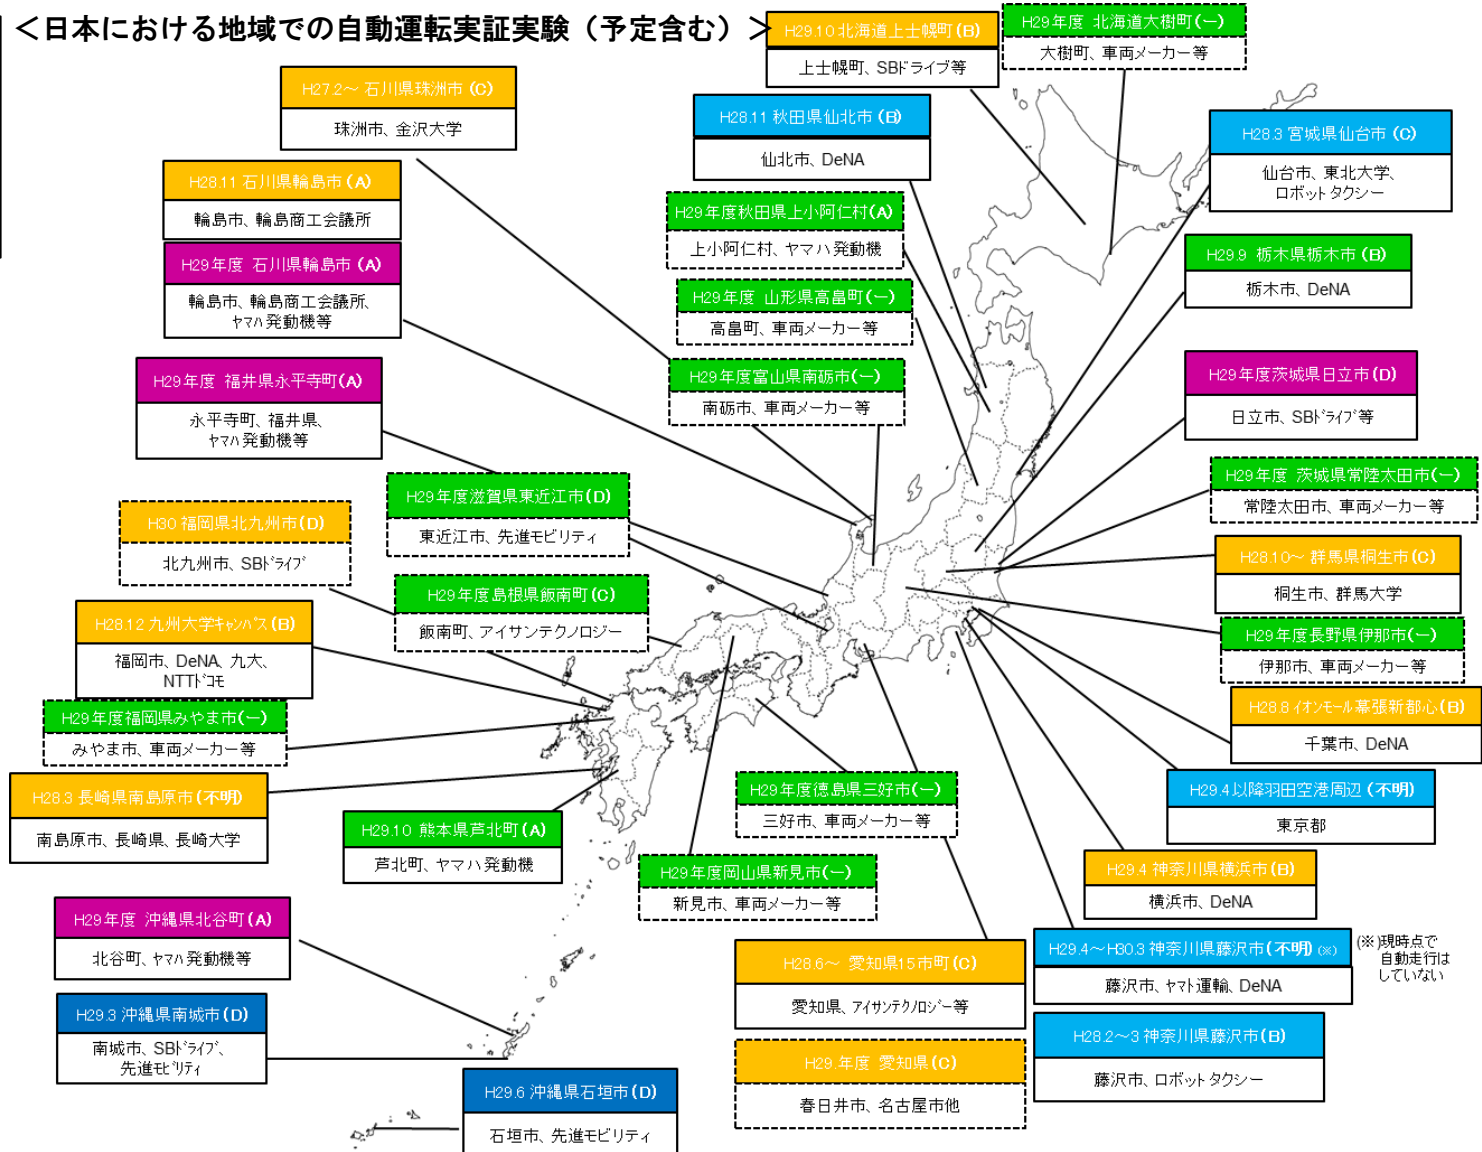 ＜日本における地域での自動運転実証実験（予定含む）＞
H29.10 北海道上士幌町(B)
上士幌町、SBドライブ等
H29年度 北海道大樹町(ー)
大樹町、車両メーカー等
H27.2～ 石川県珠洲市 (C)
珠洲市、金沢大学
H28.11 秋田県仙北市 (B)
仙北市、DeNA
H28.3 宮城県仙台市 (C)
仙台市、東北大学、
ロボットタクシー
H28.11 石川県輪島市(A)
輪島市、輪島商工会議所
H29年度秋田県上小阿仁村(A)
上小阿仁村、ヤマハ発動機
H29年度 石川県輪島市 (A)
輪島市、輪島商工会議所、
ヤマハ発動機等
H29.9 栃木県栃木市 (B)
栃木市、DeNA
H29年度 山形県高畠町(ー)
高畠町、車両メーカー等
H29年度 福井県永平寺町(A)
永平寺町、福井県、
ヤマハ発動機等
H29年度富山県南砺市(ー)
南砺市、車両メーカー等
H29年度茨城県日立市(D)
日立市、SBドライブ等
H29年度滋賀県東近江市(D)
東近江市、先進モビリティ
H29年度 茨城県常陸太田市(ー)
常陸太田市、車両メーカー等
H30 福岡県北九州市(D)
北九州市、SBドライブ
H28.10～ 群馬県桐生市(C)
桐生市、群馬大学
H29年度島根県飯南町(C)
飯南町、アイサンテクノロジー
H28.12 九州大学キャンパス(B)
福岡市、DeNA、九大、
NTTドコモ
H29年度長野県伊那市(ー)
伊那市、車両メーカー等
H29年度福岡県みやま市(ー)
みやま市、車両メーカー等
H28.8 イオンモール幕張新都心(B)
千葉市、DeNA
H28.3 長崎県南島原市(不明)
南島原市、長崎県、長崎大学
H29年度徳島県三好市(ー)
三好市、車両メーカー等
H29.4以降羽田空港周辺 (不明)
東京都
H29.10 熊本県芦北町(A)
芦北町、ヤマハ発動機
H29年度岡山県新見市(ー)
新見市、車両メーカー等
H29.4 神奈川県横浜市(B)
横浜市、DeNA
H29年度 沖縄県北谷町(A)
北谷町、ヤマハ発動機等
H28.6～ 愛知県15市町(C)
愛知県、アイサンテクノロジー等
H29.4～H30.3 神奈川県藤沢市(不明) (※)
藤沢市、ヤマト運輸、DeNA
(※)現時点で
自動走行は
していない
H29.3 沖縄県南城市(D)
南城市、SBドライブ、
先進モビリティ
H28.2～3 神奈川県藤沢市(B)
藤沢市、ロボットタクシー
H29.年度 愛知県(C)
春日井市、名古屋市他
H29.6 沖縄県石垣市(D)
石垣市、先進モビリティ